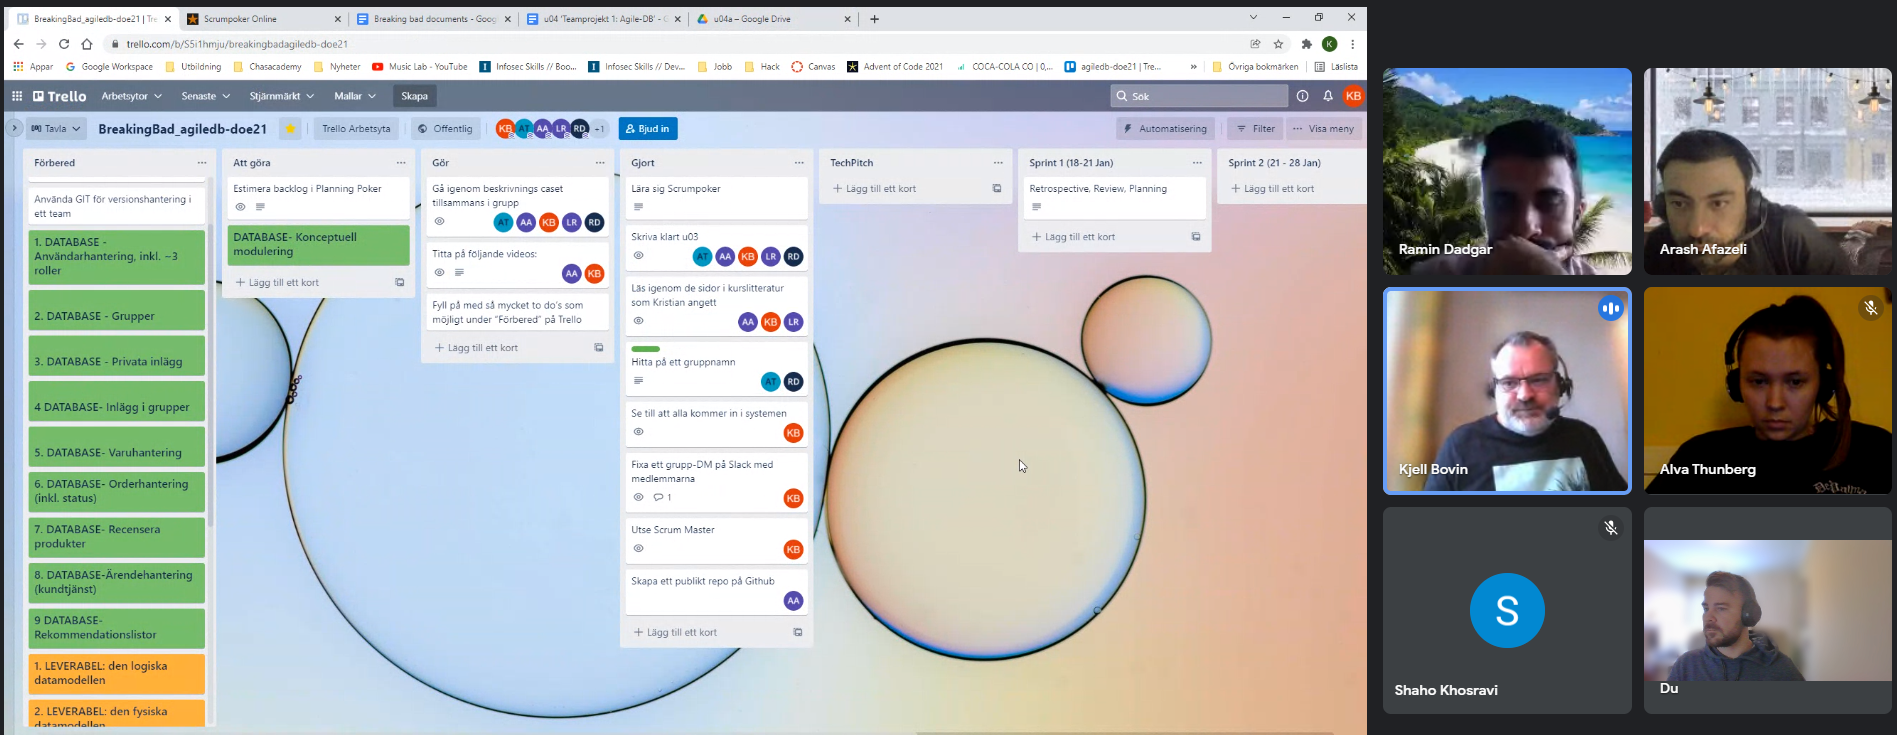 BreakingBad_agiledb-doe21 | Tre
Scrumpoker Online
Breaking bad documents - Goog
u04 'Teamprojekt 1: Agile-DB' - G
u04a – Google Drive
trello.com/b/S5i1hmju/breakingbadagiledb-doe21
K
Appar
Google Workspace
Utbildning
Chasacademy
Nyheter
Music Lab - YouTube
Infosec Skills // Boo...
Infosec Skills // Dev...
Jobb
Hack
Canvas
Advent of Code 2021
COCA-COLA CO | 0,...
agiledb-doe21 | Tre...
»
Övriga bokmärken
Läslista
Trello
Arbetsytor
Senaste
Stjärnmärkt
Mallar
Skapa
Sök
KB
Tavla
BreakingBad_agiledb-doe21
Trello Arbetsyta
Offentlig
KB AT AA LR RD +1
Bjud in
Automatisering
Filter
Visa meny
Förbered
Använda GIT för versionshantering i
ett team
1. DATABASE -
Användarhantering, inkl. ~3
roller
2. DATABASE - Grupper
3. DATABASE - Privata inlägg
4 DATABASE- Inlägg i grupper
5. DATABASE- Varuhantering
6. DATABASE- Orderhantering
(inkl. status)
7. DATABASE- Recensera
produkter
8. DATABASE-Ärendehantering
(kundtjänst)
9 DATABASE-
Rekommendationslistor
1. LEVERABEL: den logiska
datamodellen
2. LEVERABEL: den fysiska
datamodellen
Att göra
Estimera backlog i Planning Poker
DATABASE- Konceptuell
modulering
+ Lägg till ett kort
Gör
Gå igenom beskrivnings caset
tillsammans i grupp
AT AA KB LR RD
Titta på följande videos:
AA KB
Fyll på med så mycket to do's som
möjligt under "Förbered" på Trello
+ Lägg till ett kort
Gjort
Lära sig Scrumpoker
Skriva klart u03
AT AA KB LR RD
Läs igenom de sidor i kurslitteratur
som Kristian angett
AA KB LR
Hitta på ett gruppnamn
AT RD
Se till att alla kommer in i systemen
KB
Fixa ett grupp-DM på Slack med
medlemmarna
1
KB
Utse Scrum Master
KB
Skapa ett publikt repo på Github
AA
+ Lägg till ett kort
TechPitch
+ Lägg till ett kort
Sprint 1 (18-21 Jan)
Retrospective, Review, Planning
+ Lägg till ett kort
Sprint 2 (21 - 28 Jan)
+ Lägg till ett kort
Ramin Dadgar
Arash Afazeli
Kjell Bovin
Alva Thunberg
S
Shaho Khosravi
Du